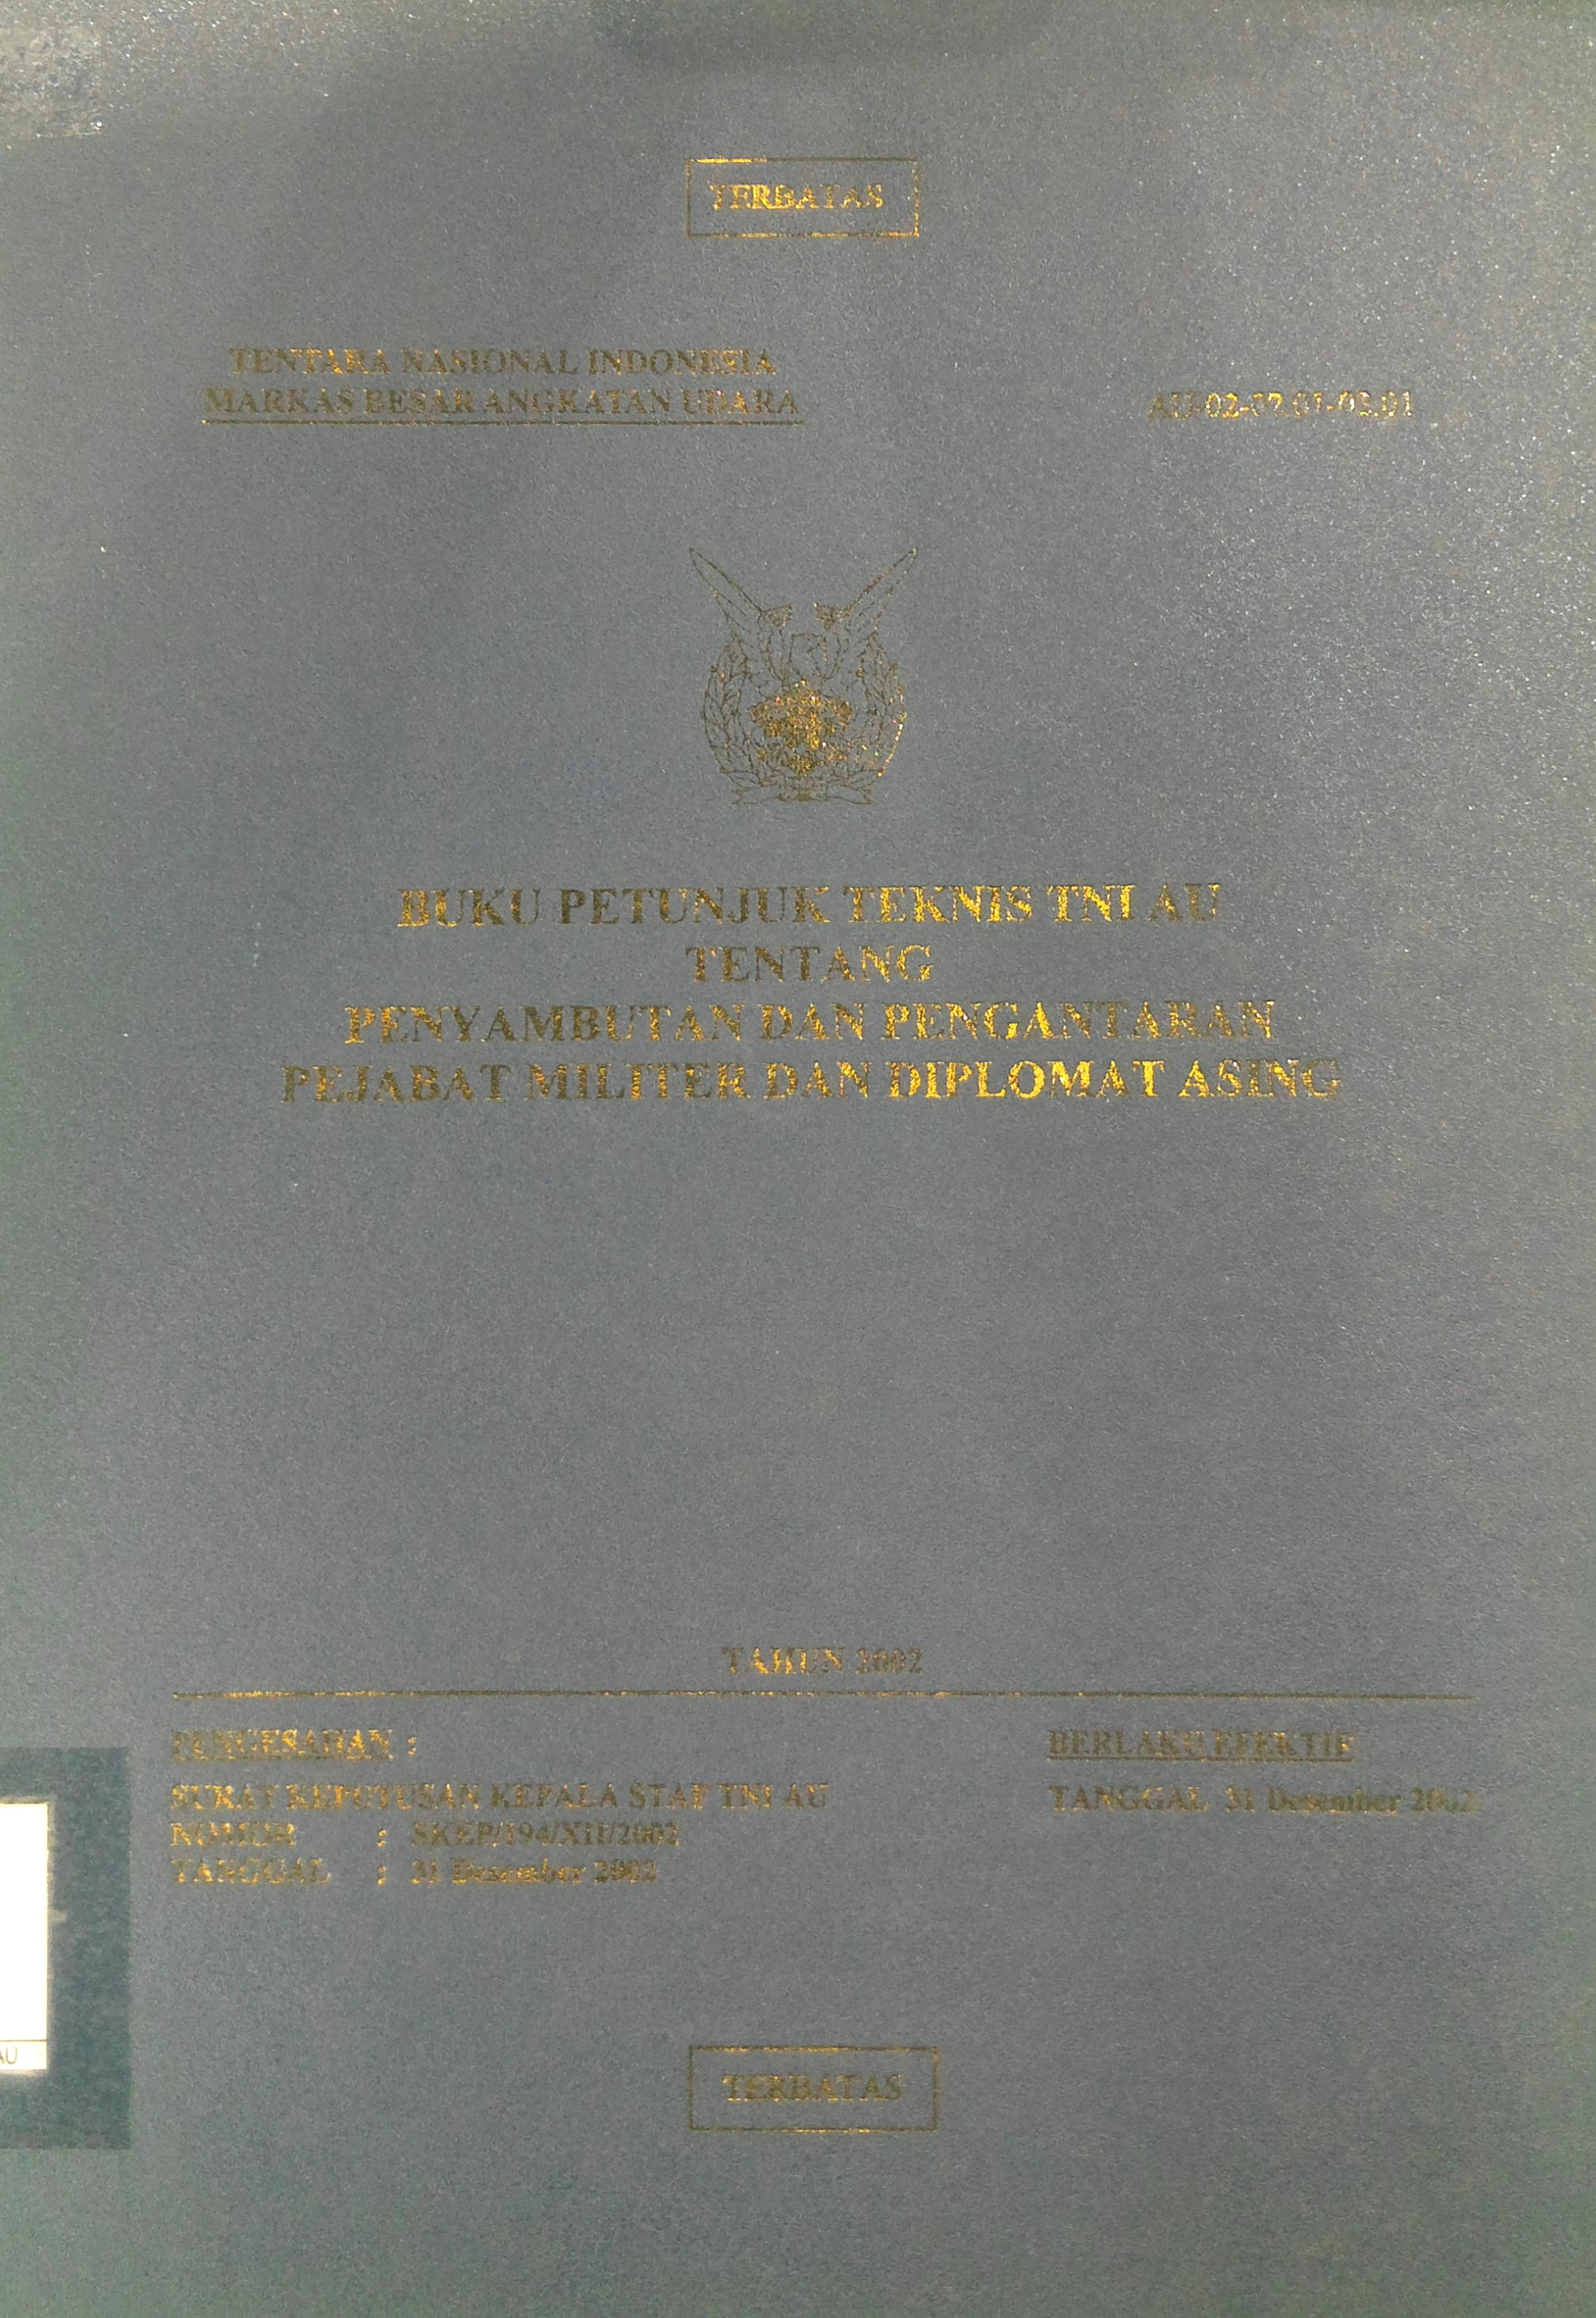 TERBATAS
TENTARA NASIONAL INDONESIA
MARKAS BESAR ANGKATAN UDARA
BUKU PETUNJUK TEKNIS TNI AU
TENTANG
PENYAMBUTAN DAN PENGANTARAN
PEJABAT MILITER DAN DIPLOMAT ASING
TAHUN 2002
PENGESAHAN :
BERLAKU EFEKTIF
SURAT KEPUTUSAN KEPALA STAF TNI AU
TANGGAL 31 Desember 2002
NOMOR : SKEP/194/XII/2002
TANGGAL : 31 Desember 2002
AU
TERBATAS